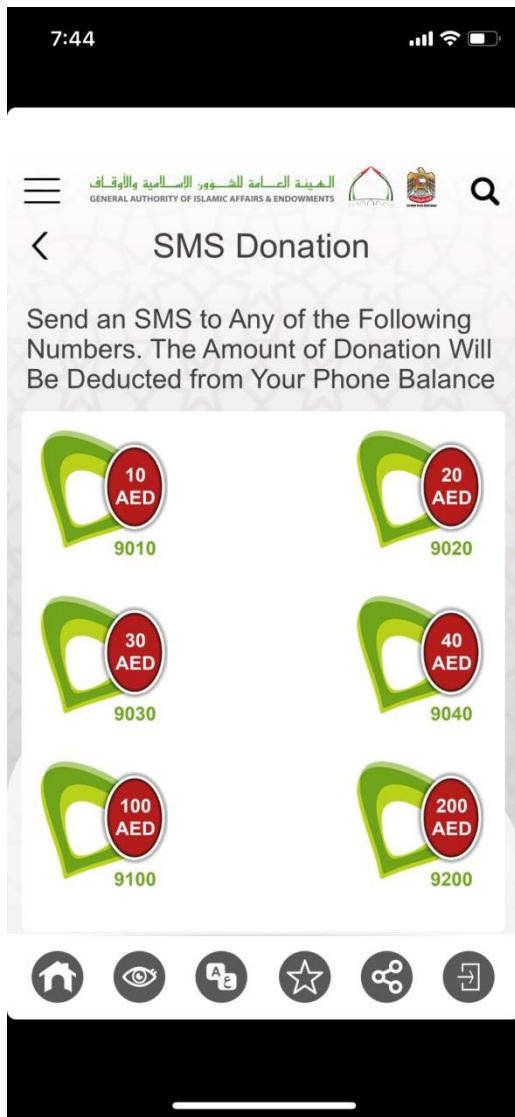 7:44
الهيئة العامة للشؤون الإسلامية والأوقاف
GENERAL AUTHORITY OF ISLAMIC AFFAIRS & ENDOWMENTS
SMS Donation
Send an SMS to Any of the Following
Numbers. The Amount of Donation Will
Be Deducted from Your Phone Balance
10
AED
9010
20
AED
9020
30
AED
9030
40
AED
9040
100
AED
9100
200
AED
9200
A ع